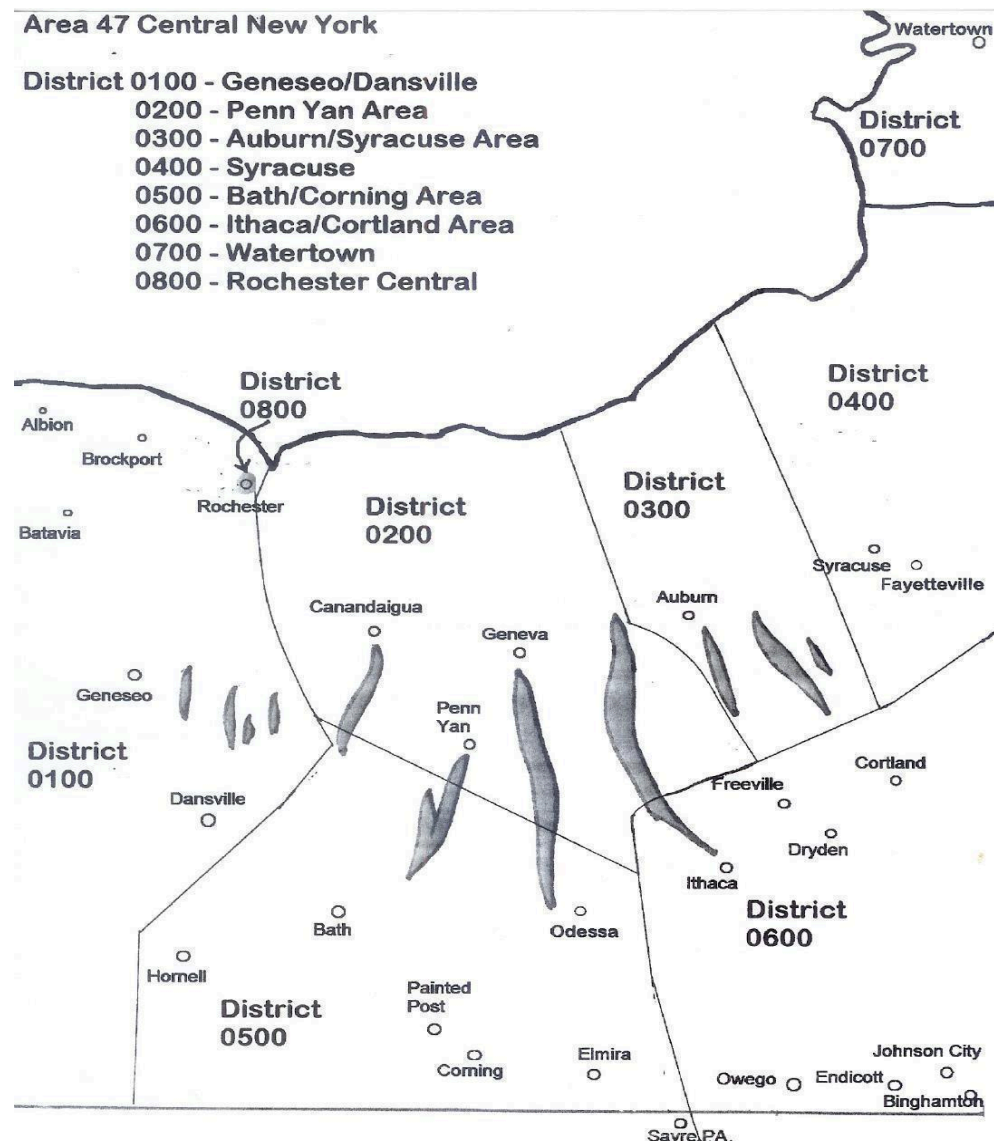 Area 47 Central New York
District 0100 - Geneseo/Dansville
0200 - Penn Yan Area
0300 - Auburn/Syracuse Area
0400 - Syracuse
0500 - Bath/Corning Area
0600 - Ithaca/Cortland Area
0700 - Watertown
0800 - Rochester Central
Watertown
District
0700
District
0800
District
0400
Albion
Brockport
Rochester
Batavia
District
0200
District
0300
Syracuse
Fayetteville
Canandaigua
Auburn
Geneva
Geneseo
Penn
Yan
District
0100
Dansville
Freeville
Cortland
Dryden
Ithaca
Bath
Odessa
District
0600
Hornell
District
0500
Painted
Post
Corning
Elmira
Owego
Endicott
Johnson City
Binghamton
Sayre PA.